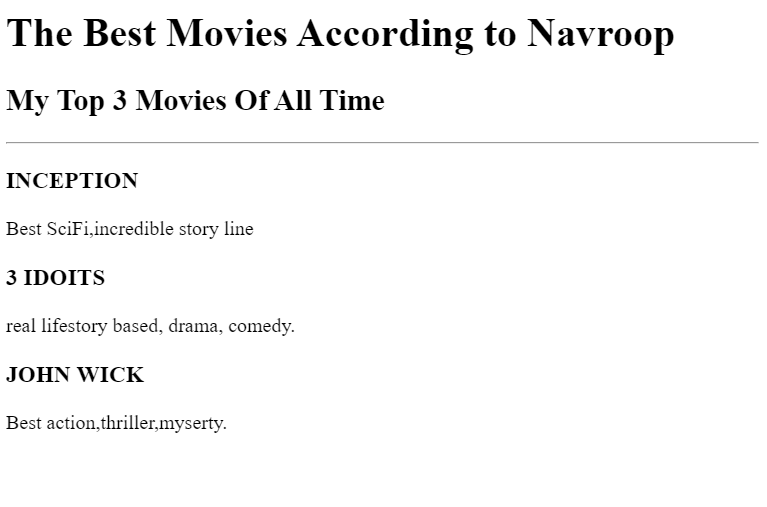 The Best Movies According to Navroop
My Top 3 Movies Of All Time
INCEPTION
Best SciFi,incredible story line
3 IDOITS
real lifestory based, drama, comedy.
JOHN WICK
Best action,thriller,myserty.